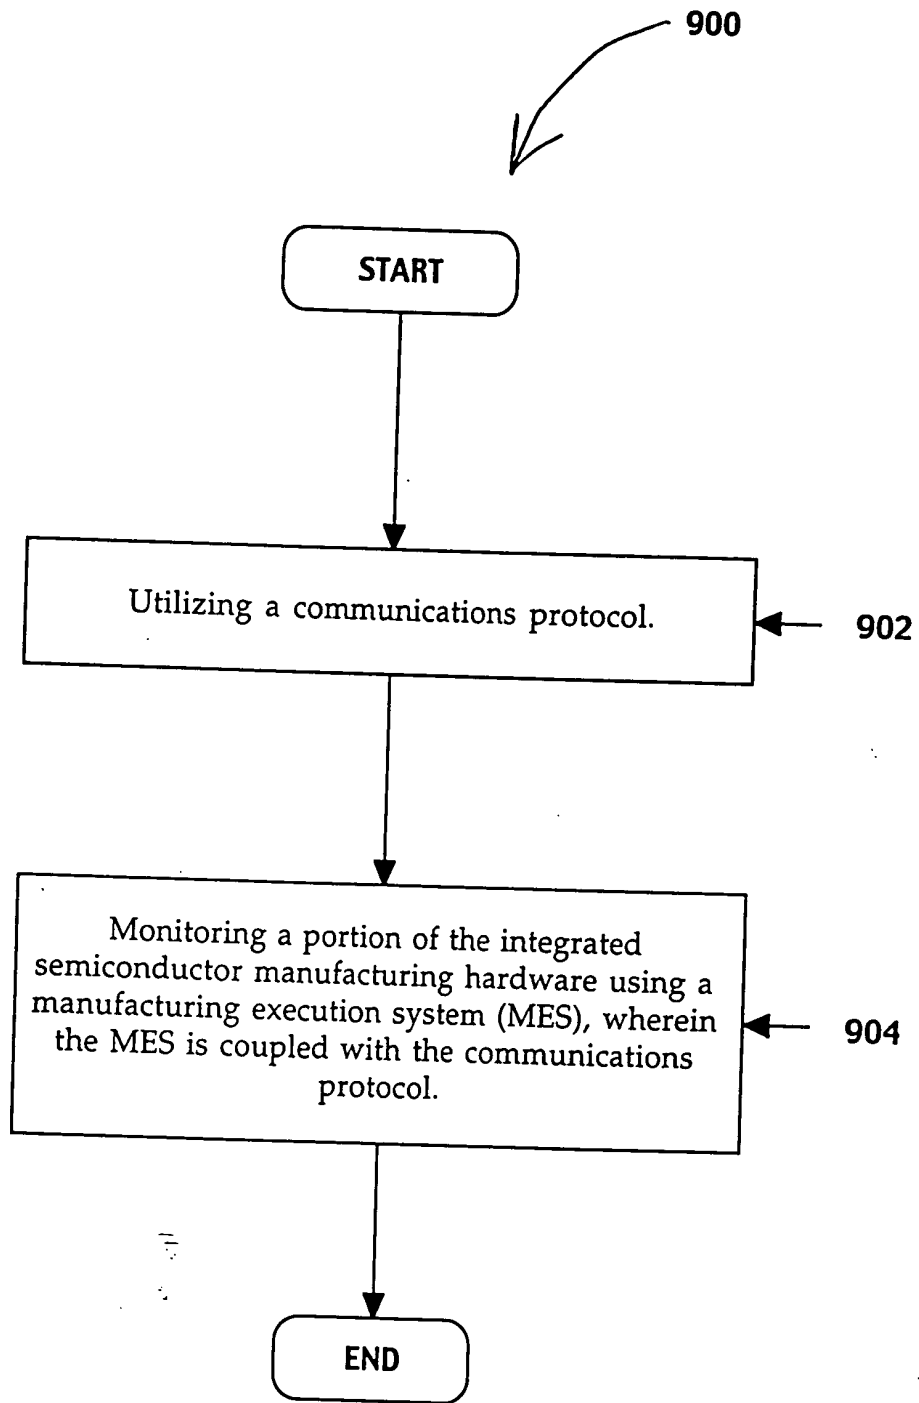 900
START
Utilizing a communications protocol.
902
Monitoring a portion of the integrated
semiconductor manufacturing hardware using a
manufacturing execution system (MES), wherein
the MES is coupled with the communications
protocol.
904
END